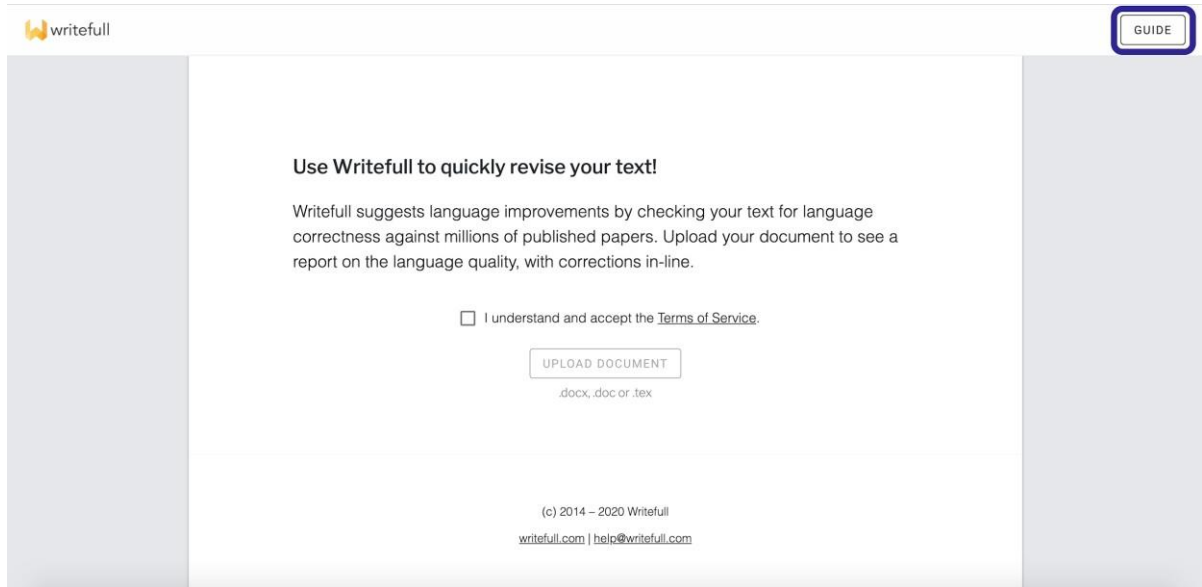 writefull
GUIDE
Use Writefull to quickly revise your text!
Writefull suggests language improvements by checking your text for language
correctness against millions of published papers. Upload your document to see a
report on the language quality, with corrections in-line.
I understand and accept the Terms of Service.
UPLOAD DOCUMENT
.docx, .doc or .tex
(c) 2014 – 2020 Writefull
writefull.com | help@writefull.com